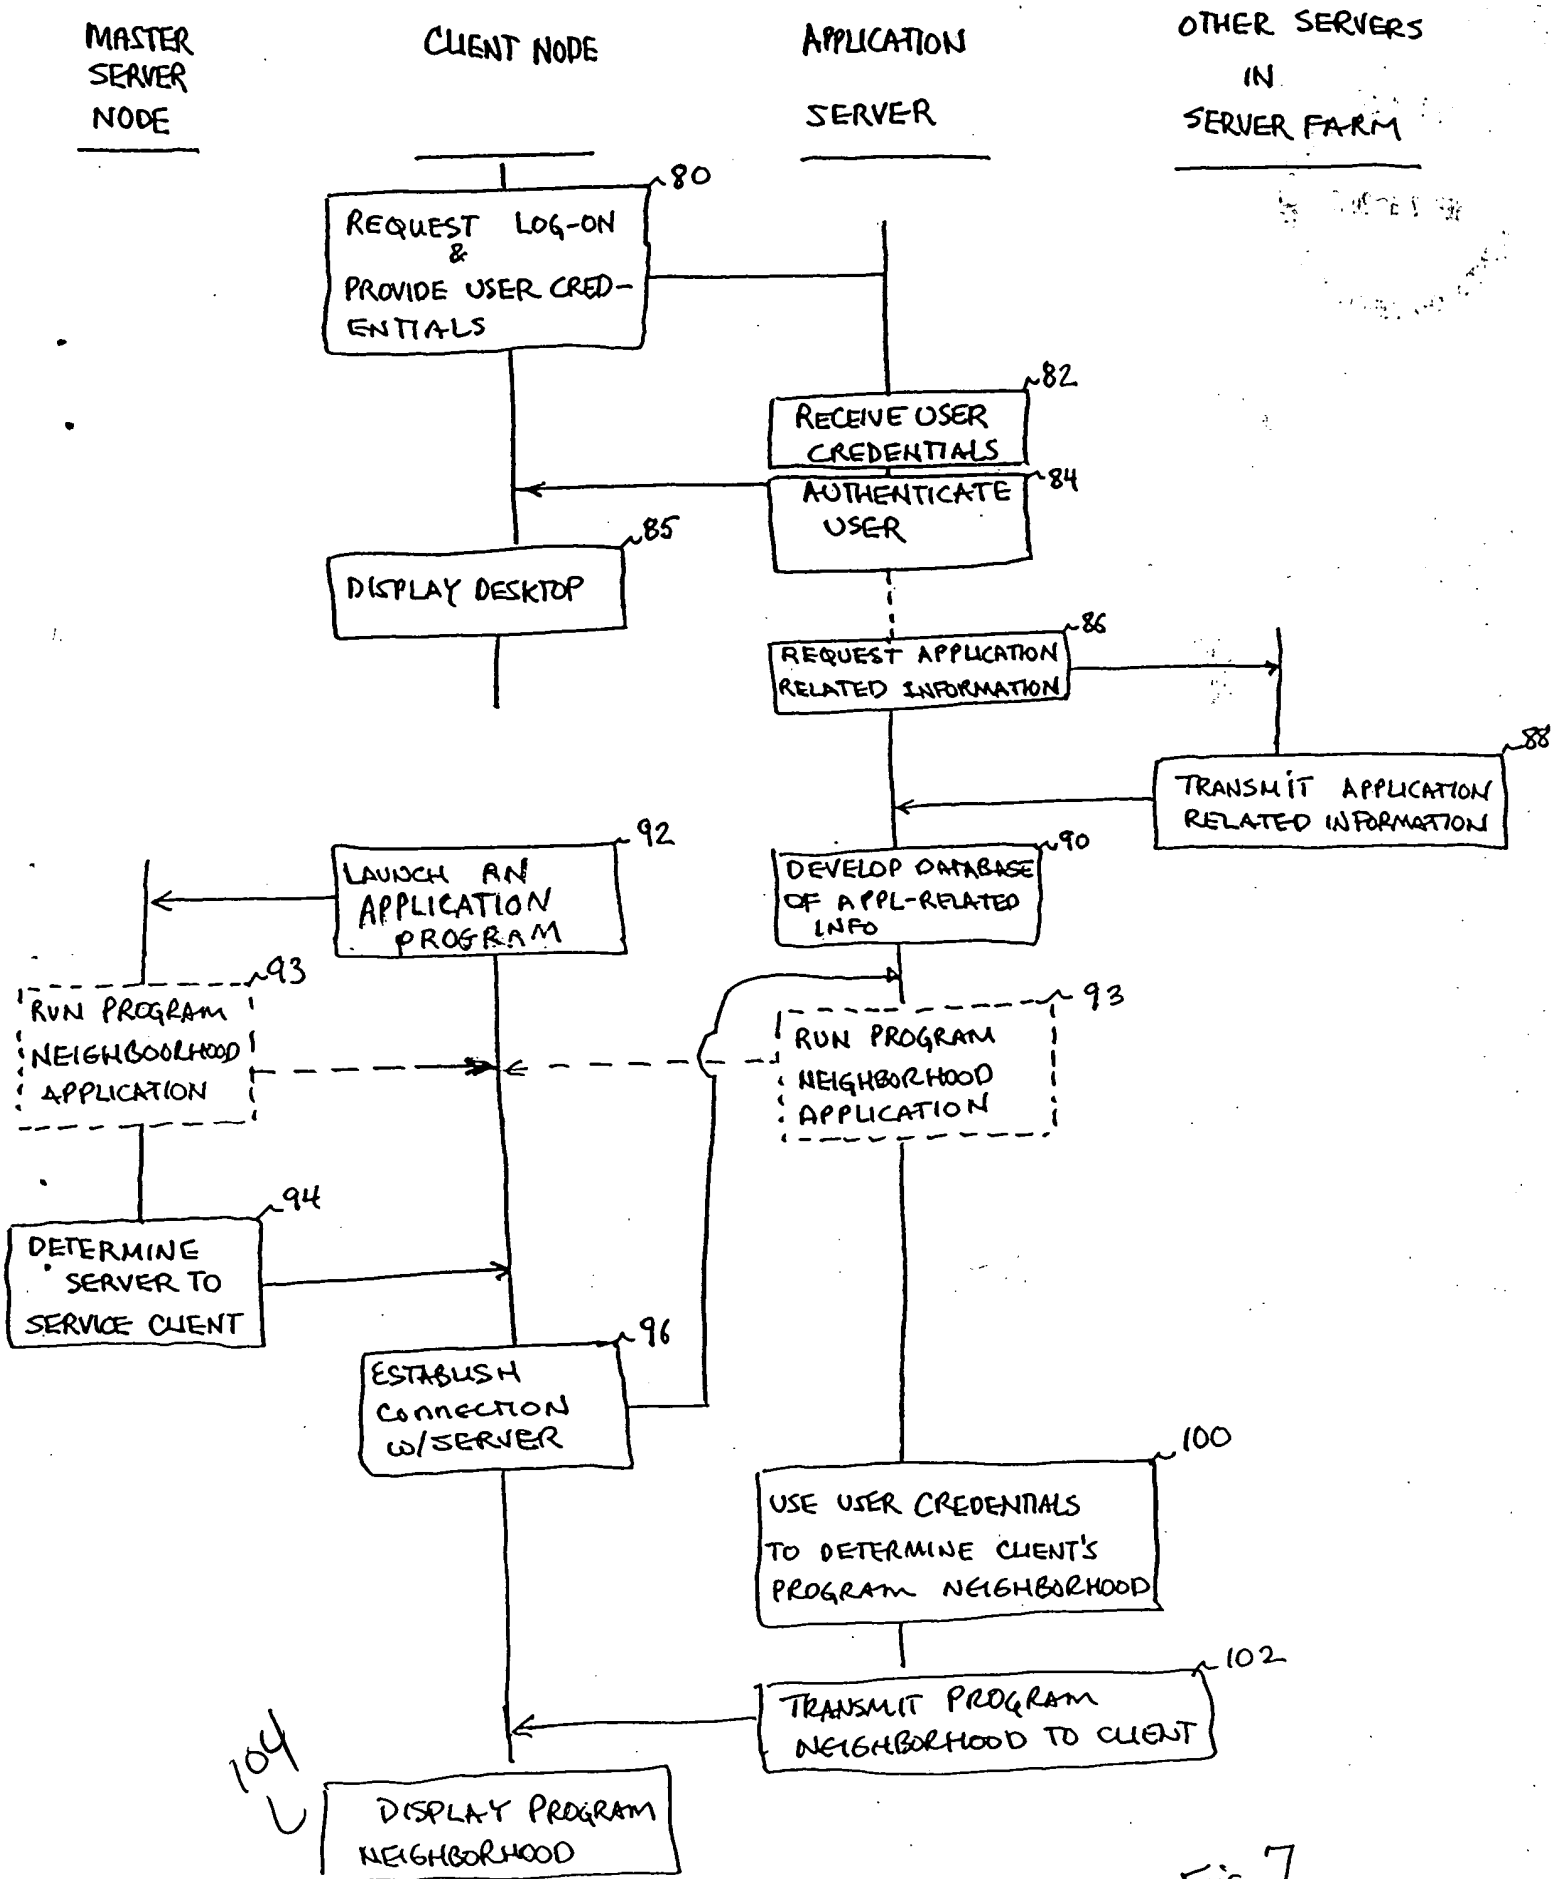 MASTER
SERVER
NODE
CLIENT NODE
APPLICATION
SERVER
OTHER SERVERS
IN
SERVER FARM
80
REQUEST LOG-ON
&
PROVIDE USER CRED-
ENTIALS
82
RECEIVE USER
CREDENTIALS
84
AUTHENTICATE
USER
85
DISPLAY DESKTOP
86
REQUEST APPLICATION
RELATED INFORMATION
88
TRANSMIT APPLICATION
RELATED INFORMATION
90
DEVELOP DATABASE
OF APPL-RELATED
INFO
92
LAUNCH AN
APPLICATION
PROGRAM
93
RUN PROGRAM
NEIGHBOORHOOD
APPLICATION
93
RUN PROGRAM
NEIGHBORHOOD
APPLICATION
94
DETERMINE
SERVER TO
SERVICE CLIENT
96
ESTABLISH
CONNECTION
W/SERVER
100
USE USER CREDENTIALS
TO DETERMINE CLIENT'S
PROGRAM NEIGHBORHOOD
102
TRANSMIT PROGRAM
NEIGHBORHOOD TO CLIENT
104
DISPLAY PROGRAM
NEIGHBORHOOD
Fig 7